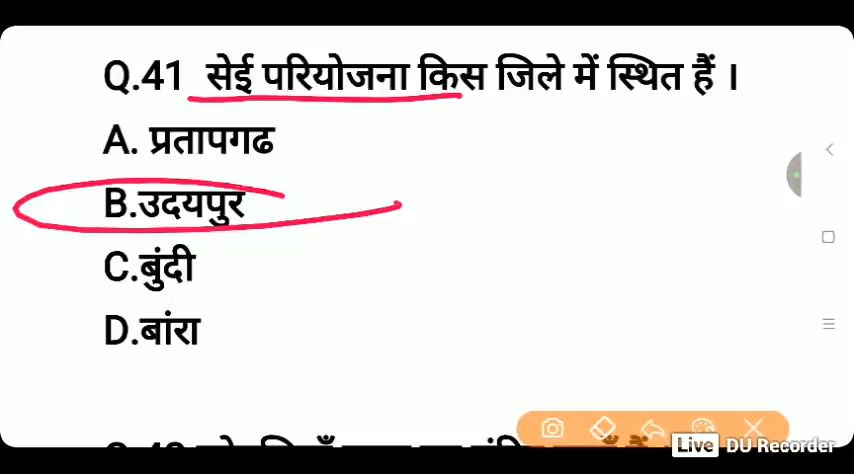 Q.41 सेई परियोजना किस जिले में स्थित हैं ।
A. प्रतापगढ
B.उदयपुर
C.बुंदी
D.बांरा
Live DU Recorder